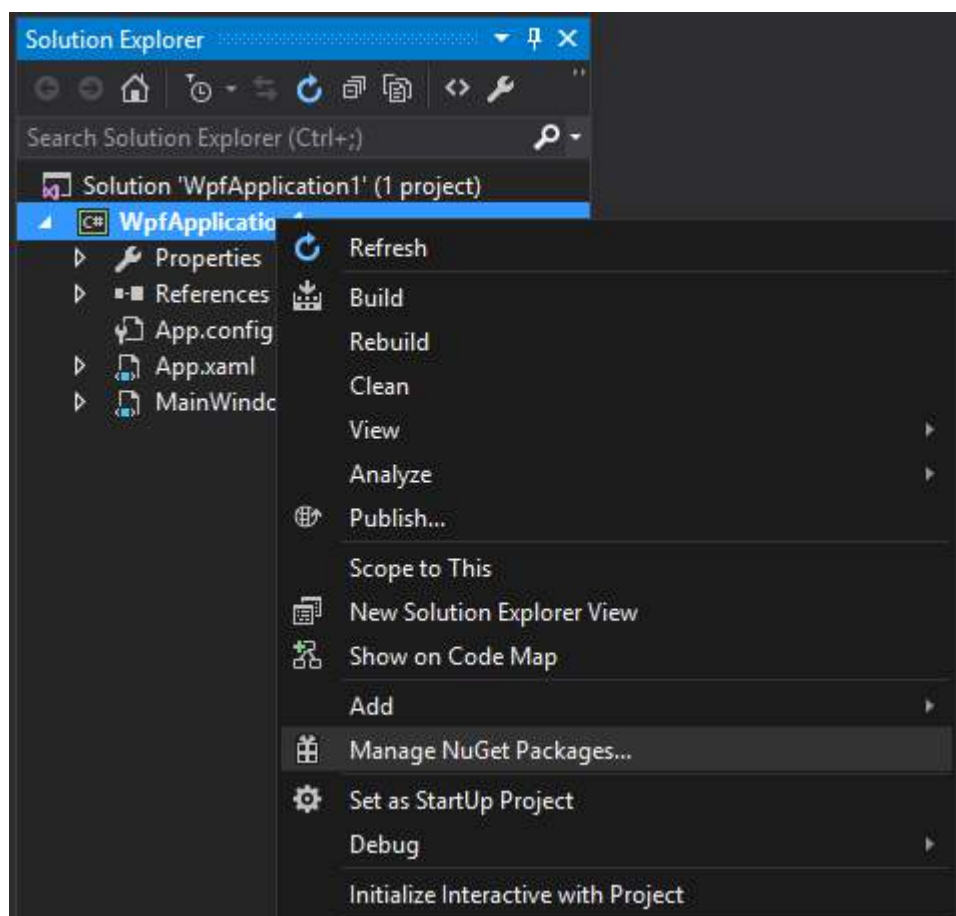 Solution Explorer
Search Solution Explorer (Ctrl+;)
Solution 'WpfApplication1' (1 project)
C# WpfApplicatio
Properties
References
App.config
App.xaml
MainWindo
Refresh
Build
Rebuild
Clean
View
Analyze
Publish...
Scope to This
New Solution Explorer View
Show on Code Map
Add
Manage NuGet Packages...
Set as StartUp Project
Debug
Initialize Interactive with Project